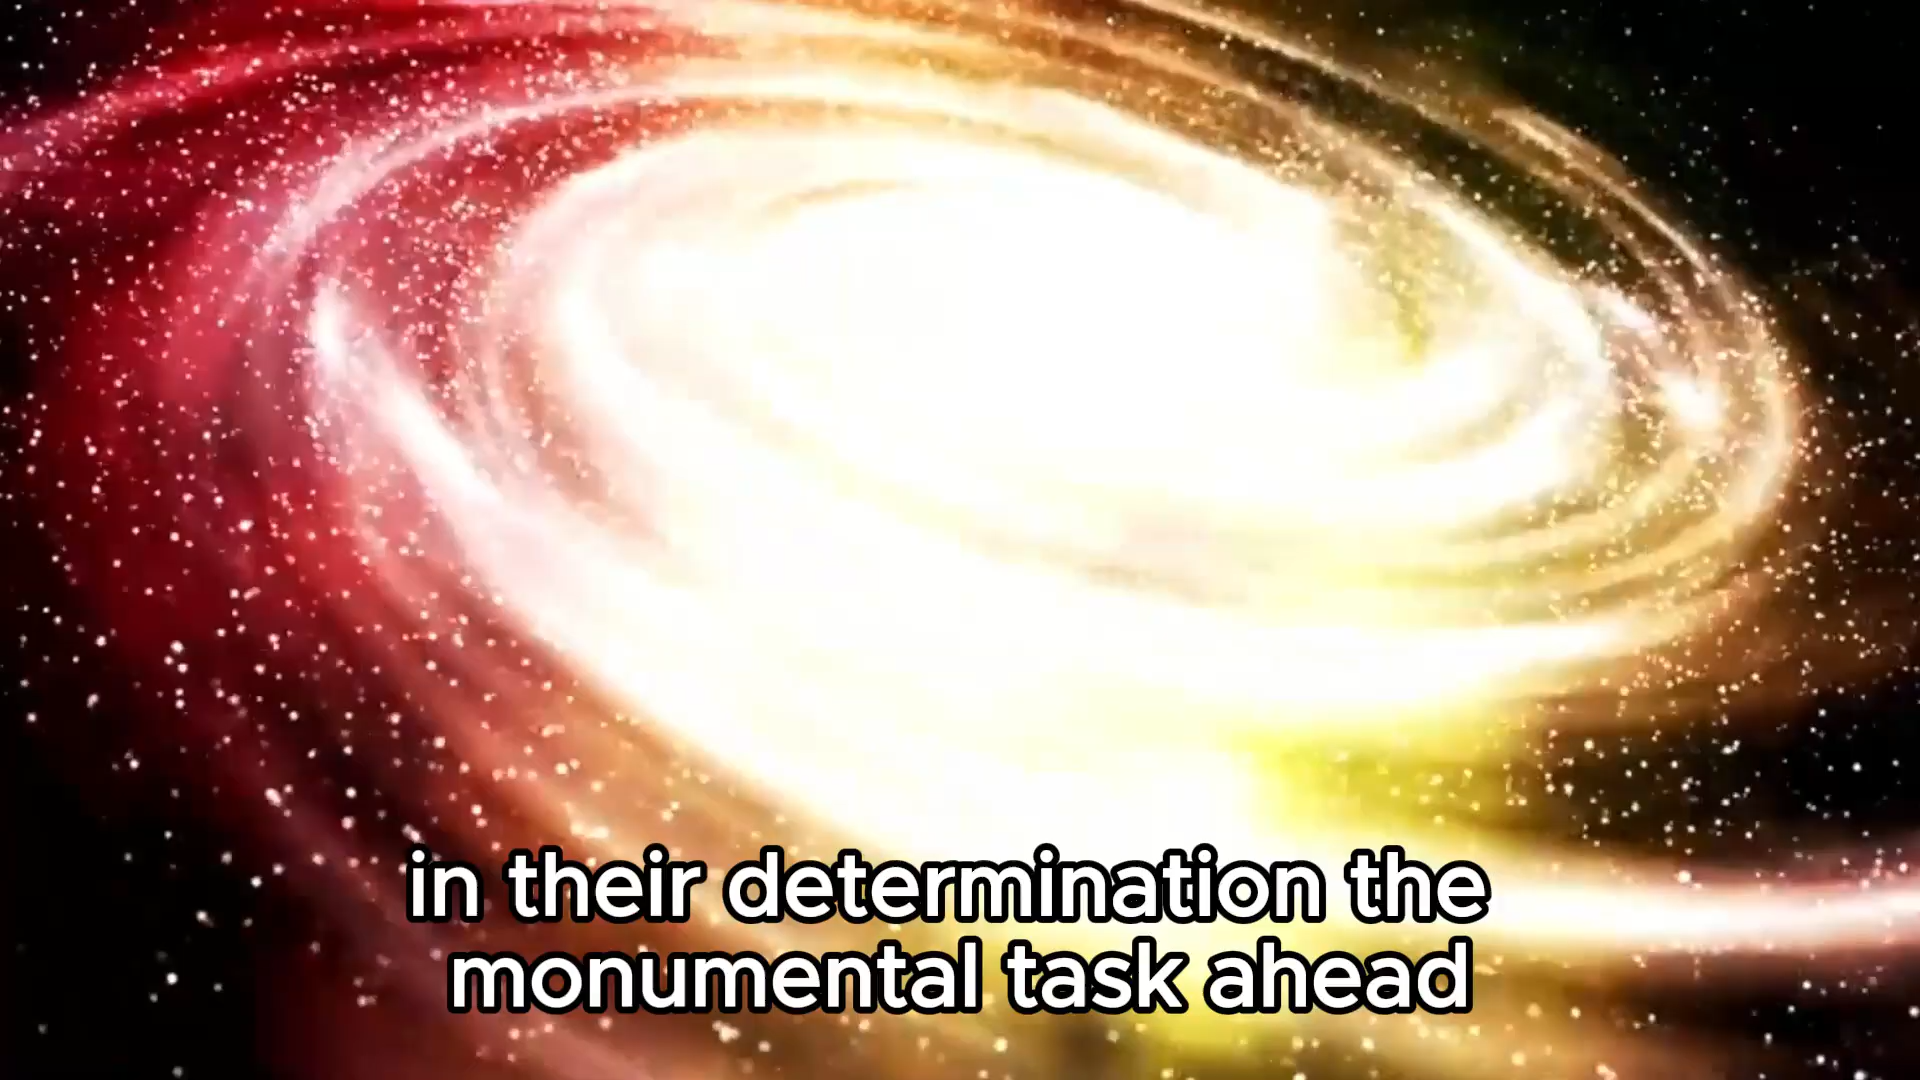 in their determination the
monumental task ahead